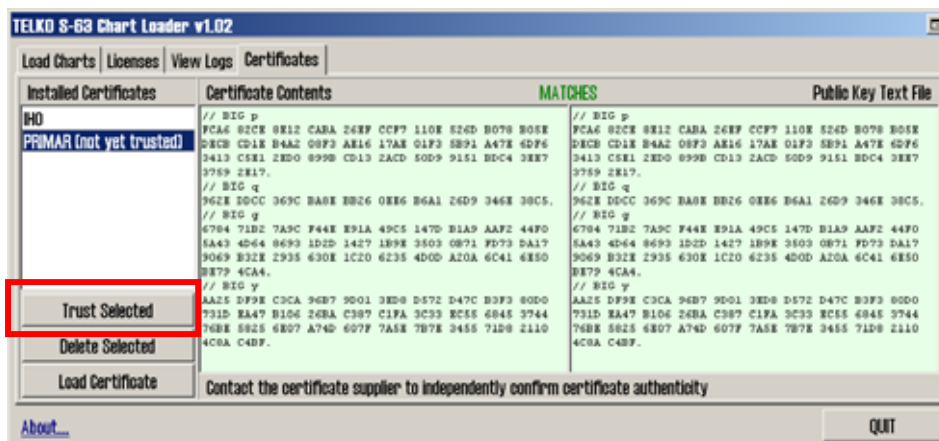 TELKO S-63 Chart Loader v1.02
Load Charts
Licenses
View Logs
Certificates
Installed Certificates
Certificate Contents
MATCHES
Public Key Text File
IHO
PRIMAR (not yet trusted)
// BIG p
FCA6 82CE 8E12 CABA 26EF CCF7 110E 526D B078 B05E
DECB CD1E B4A2 08F3 AE16 17AE 01F3 5B91 A47E 6DF6
3413 C5E1 2ED0 899B CD13 2ACD 50D9 9151 BDC4 3EE7
3759 2E17.
// BIG q
962E DDCC 369C BA8E BB26 0EE6 B6A1 26D9 346E 38C5.
// BIG g
6784 71B2 7A9C F44E E91A 49C5 147D B1A9 AAF2 44F0
5A43 4D64 8693 1D2D 1427 1B9E 3503 0B71 FD73 DA17
9069 B32E 2935 630E 1C20 6235 4D0D A20A 6C41 6E50
BE79 4CA4.
// BIG y
AA25 DF9E C3CA 96B7 9D01 3ED8 D572 D47C B3F3 80D0
731D EA47 B106 26BA C387 C1FA 3C33 EC55 6845 3744
76BE 5825 6E07 A74D 607F 7A5E 7B7E 3455 71D8 2110
4C8A C4BF.
// BIG p
FCA6 82CE 8E12 CABA 26EF CCF7 110E 526D B078 B05E
DECB CD1E B4A2 08F3 AE16 17AE 01F3 5B91 A47E 6DF6
3413 C5E1 2ED0 899B CD13 2ACD 50D9 9151 BDC4 3EE7
3759 2E17.
// BIG q
962E DDCC 369C BA8E BB26 0EE6 B6A1 26D9 346E 38C5.
// BIG g
6784 71B2 7A9C F44E E91A 49C5 147D B1A9 AAF2 44F0
5A43 4D64 8693 1D2D 1427 1B9E 3503 0B71 FD73 DA17
9069 B32E 2935 630E 1C20 6235 4D0D A20A 6C41 6E50
BE79 4CA4.
// BIG y
AA25 DF9E C3CA 96B7 9D01 3ED8 D572 D47C B3F3 80D0
731D EA47 B106 26BA C387 C1FA 3C33 EC55 6845 3744
76BE 5825 6E07 A74D 607F 7A5E 7B7E 3455 71D8 2110
4C8A C4BF.
Trust Selected
Delete Selected
Load Certificate
Contact the certificate supplier to independently confirm certificate authenticity
About...
QUIT